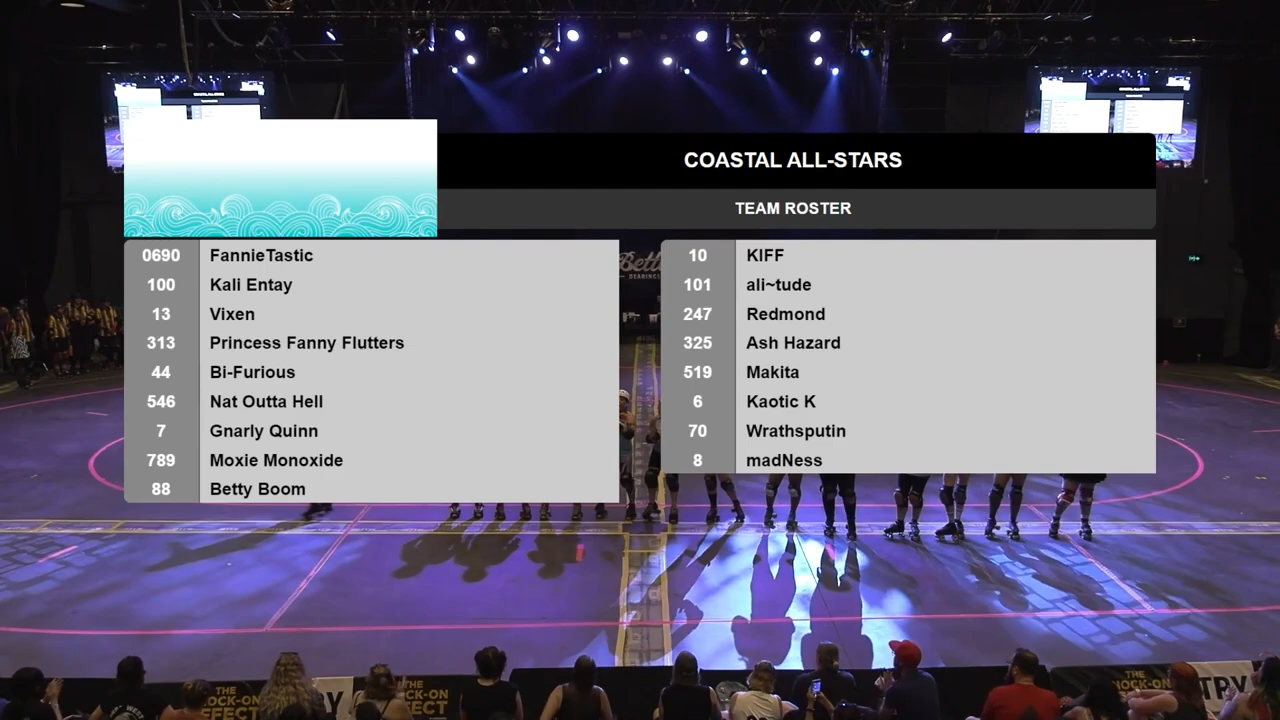 COASTAL ALL-STARS
TEAM ROSTER
0690 FannieTastic
100 Kali Entay
13 Vixen
313 Princess Fanny Flutters
44 Bi-Furious
546 Nat Outta Hell
7 Gnarly Quinn
789 Moxie Monoxide
88 Betty Boom
10 KIFF
101 ali~tude
247 Redmond
325 Ash Hazard
519 Makita
6 Kaotic K
70 Wrathsputin
8 madNess
THE